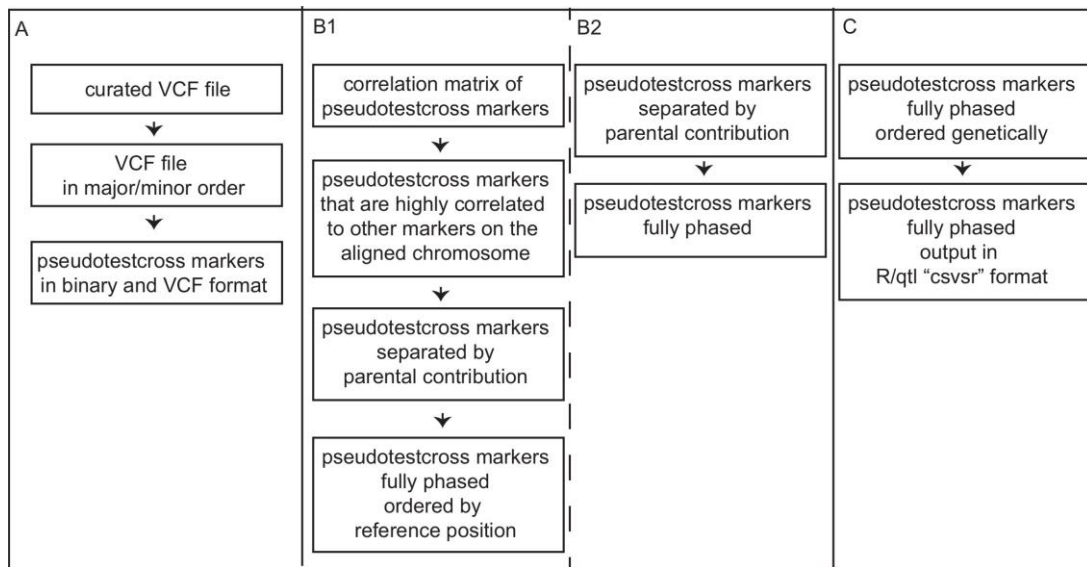 A
curated VCF file
VCF file
in major/minor order
pseudotestcross markers
in binary and VCF format
B1
correlation matrix of
pseudotestcross markers
pseudotestcross markers
that are highly correlated
to other markers on the
aligned chromosome
pseudotestcross markers
separated by
parental contribution
pseudotestcross markers
fully phased
ordered by
reference position
B2
pseudotestcross markers
separated by
parental contribution
pseudotestcross markers
fully phased
C
pseudotestcross markers
fully phased
ordered genetically
pseudotestcross markers
fully phased
output in
R/qtl “csvsr” format